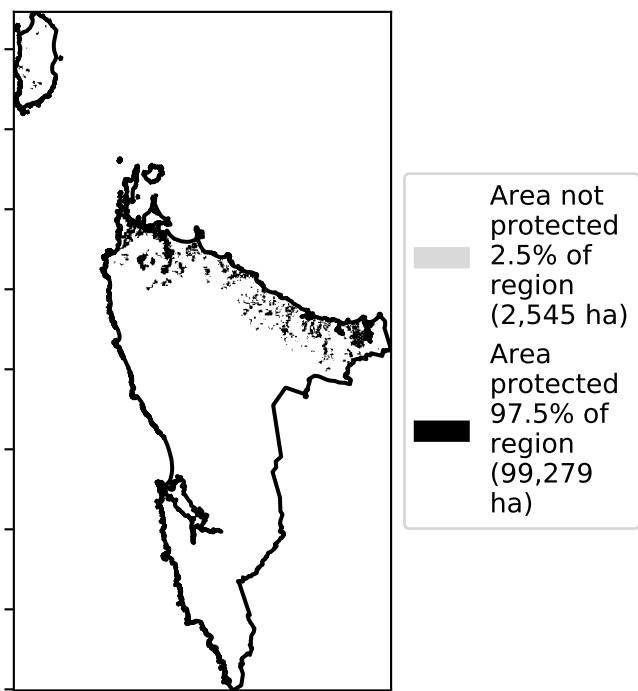 Area not
protected
2.5% of
region
(2,545 ha)
Area
protected
97.5% of
region
(99,279
ha)